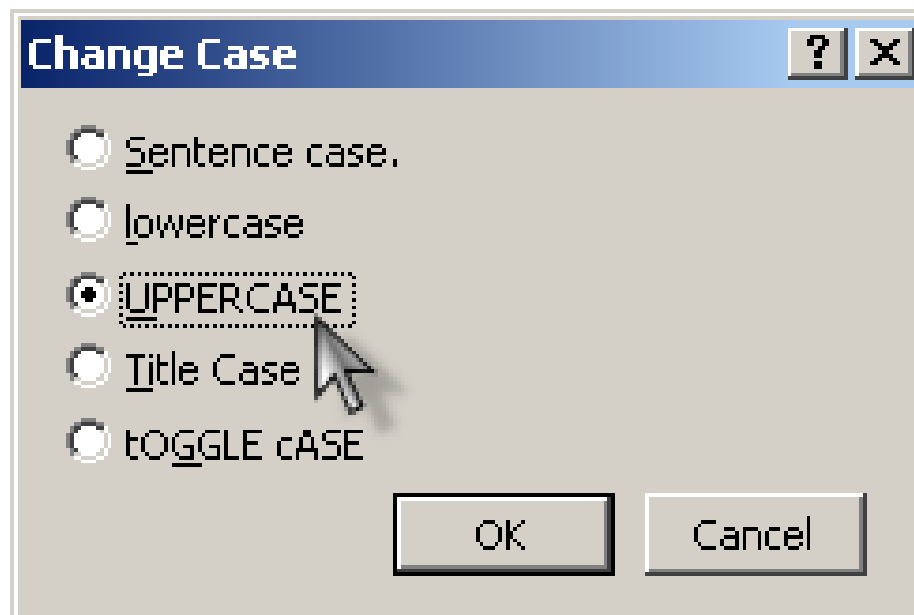 Change Case
Sentence case.
lowercase
UPPERCASE
Title Case
tOGGLE cASE
OK Cancel